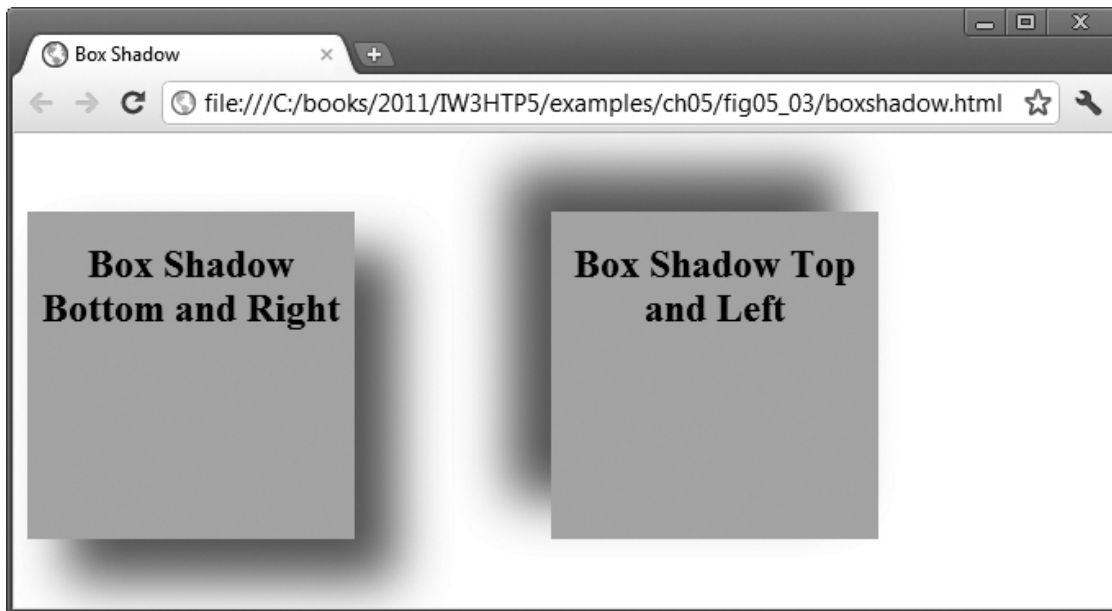 Box Shadow
file:///C:/books/2011/IW3HTP5/examples/ch05/fig05_03/boxshadow.html
Box Shadow
Bottom and Right
Box Shadow Top
and Left